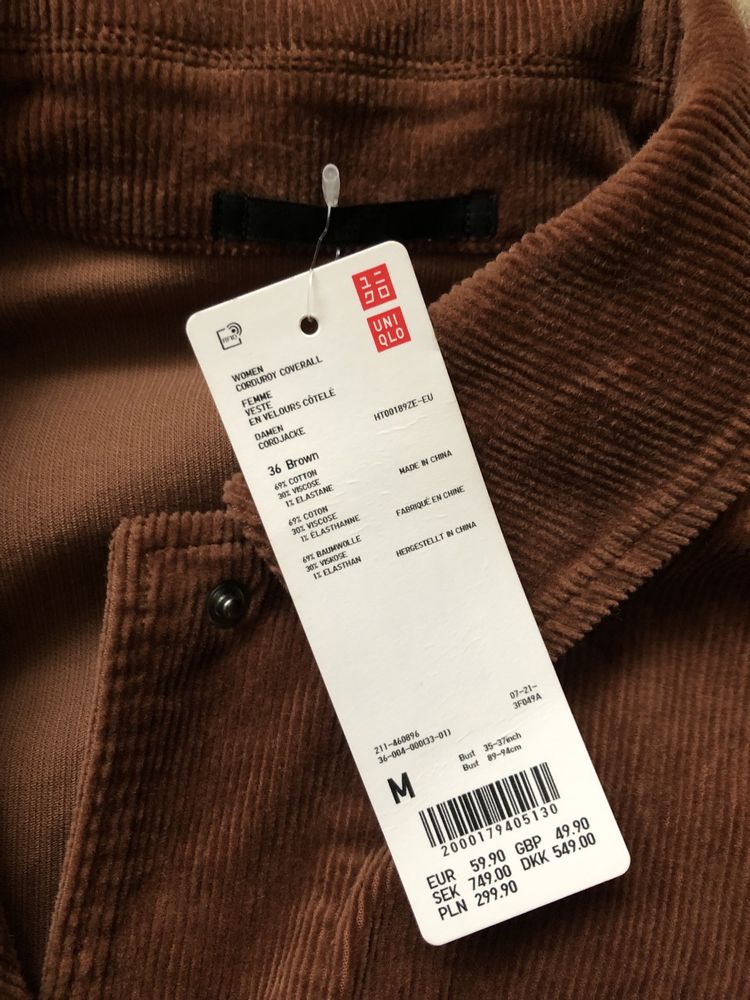 ユニ
クロ
UNI
QLO
RFID
WOMEN
CORDUROY COVERALL
FEMME
VESTE
EN VELOURS CÔTELÉ
DAMEN
CORDJACKE
HT00189ZE-EU
36 Brown
69% COTTON
30% VISCOSE
1% ELASTANE
MADE IN CHINA
69% COTON
30% VISCOSE
1% ÉLASTHANNE
FABRIQUÉ EN CHINE
69% BAUMWOLLE
30% VISKOSE
1% ELASTHAN
HERGESTELLT IN CHINA
07-21-
3F049A
211-460896
36-004-000(33-01)
M
Bust 35-37inch
Bust 89-94cm
2000179405130
EUR 59.90 GBP 49.90
SEK 749.00 DKK 549.00
PLN 299.90